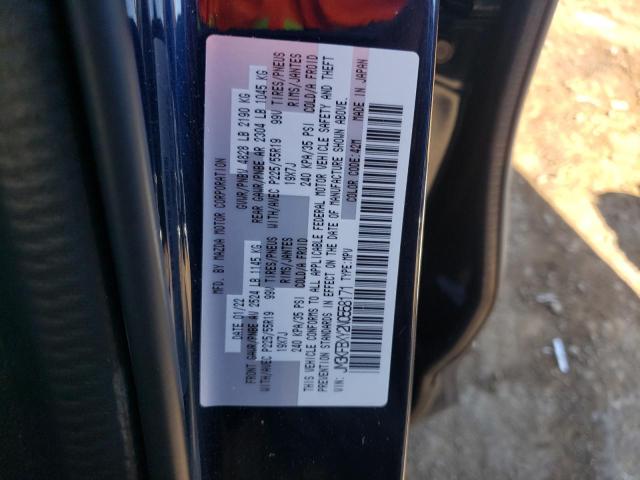 MFD. BY MAZDA MOTOR CORPORATION
DATE 01/22 GVWR/PNBV 4828 LB 2190 KG
FRONT GAWR/PNBE AV 2524 LB 1145 KG REAR GAWR/PNBE AR 2304 LB 1045 KG
WITH/AVEC P225/55R19 99V TIRES/PNEUS WITH/AVEC P225/55R19 99V TIRES/PNEUS
19X7J RIMS/JANTES 19X7J RIMS/JANTES
240 KPA/35 PSI COLD/A FROID 240 KPA/35 PSI COLD/A FROID
THIS VEHICLE CONFORMS TO ALL APPLICABLE FEDERAL MOTOR VEHICLE SAFETY AND THEFT
PREVENTION STANDARDS IN EFFECT ON THE DATE OF MANUFACTURE SHOWN ABOVE.
VIN: TYPE:MPV COLOR CODE:42M MADE IN JAPAN